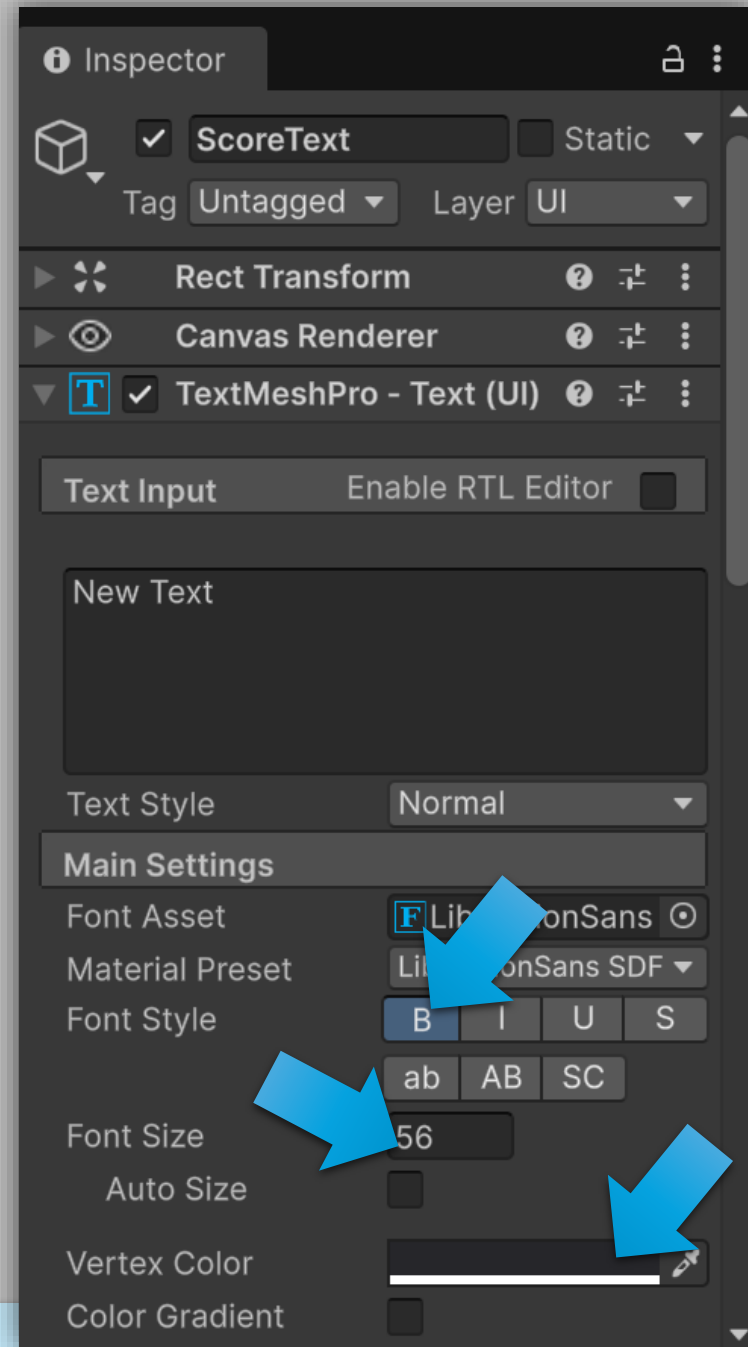 Inspector
ScoreText Static
Tag Untagged Layer UI
Rect Transform
Canvas Renderer
T TextMeshPro - Text (UI)
Text Input Enable RTL Editor
New Text
Text Style Normal
Main Settings
Font Asset F
Material Preset SDF
Font Style B I U S
ab AB SC
Font Size 56
Auto Size
Vertex Color
Color Gradient